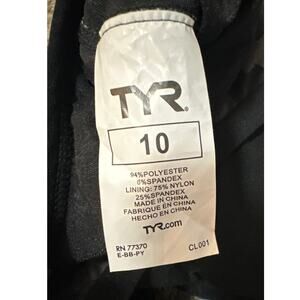 TYR
10
94%POLYESTER
6%SPANDEX
LINING: 75% NYLON
25%SPANDEX
MADE IN CHINA
FABRIQUE EN CHINA
HECHO EN CHINA
TYR.com
RN 77370
E-BB-PY
CL001